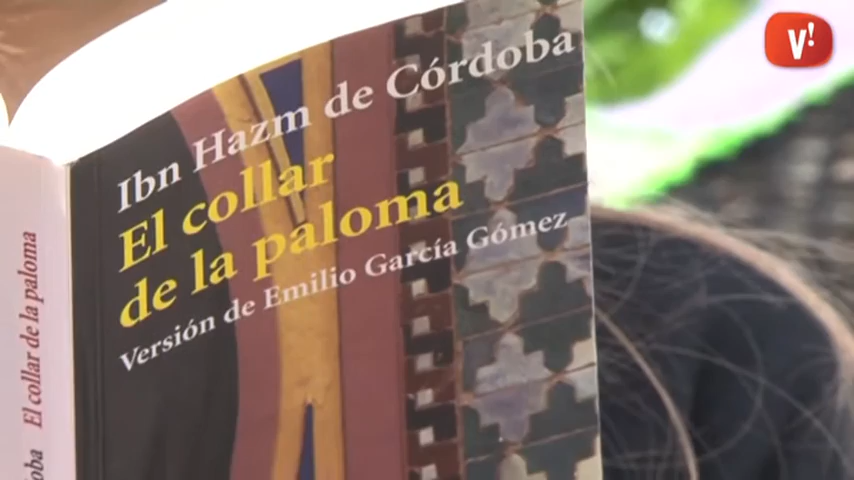 V!
Ibn Hazm de Córdoba
El collar
de la paloma
Versión de Emilio García Gómez
El collar de la paloma
oba